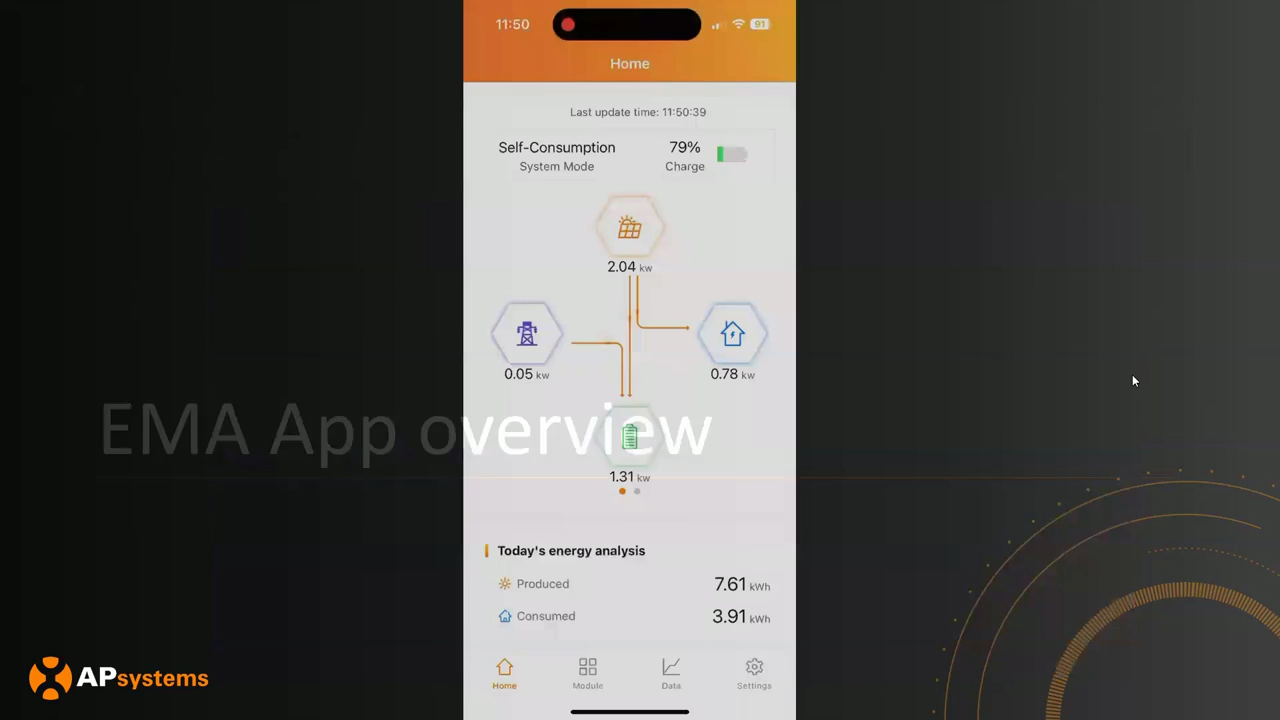 11:50
91
Home
Last update time: 11:50:39
Self-Consumption
System Mode
79%
Charge
2.04 kw
0.05 kw
0.78 kw
EMA App overview
1.31 kw
Today's energy analysis
Produced 7.61 kWh
Consumed 3.91 kWh
Home Module Data Settings
APsystems